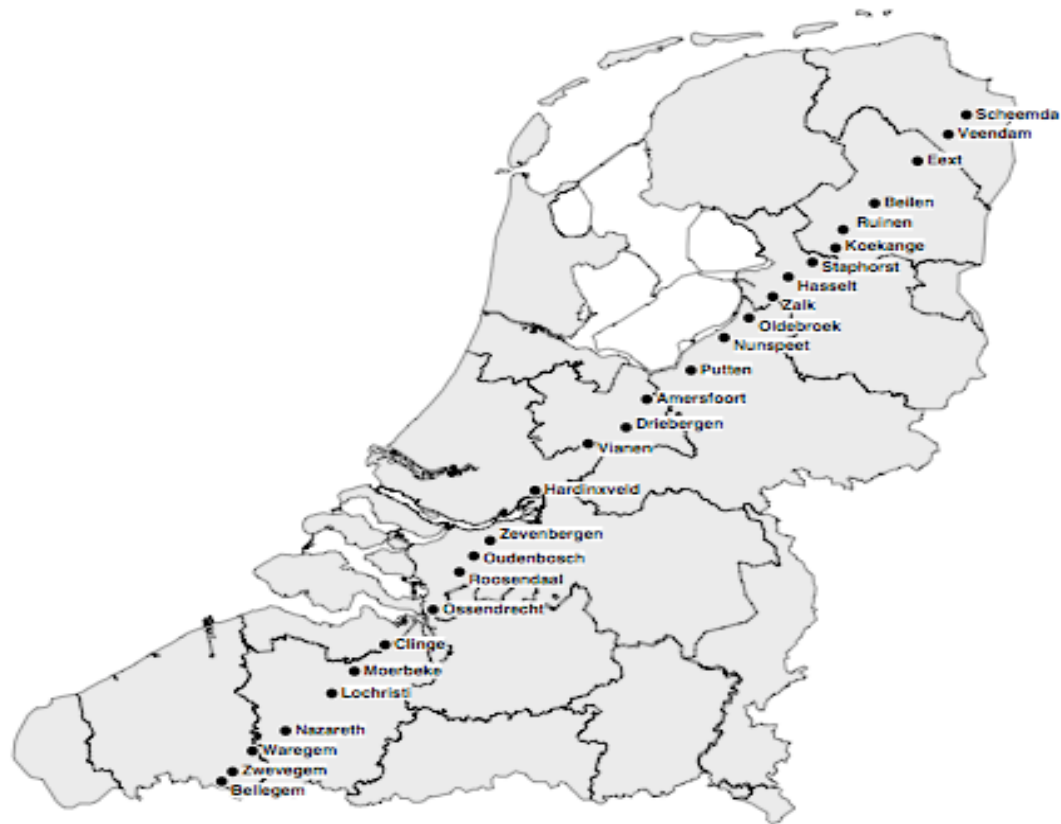 Scheemda
Veendam
Eext
Beilen
Ruinen
Koekange
Staphorst
Hasselt
Zalk
Oldebroek
Nunspeet
Putten
Amersfoort
Driebergen
Vianen
Hardinxveld
Zevenbergen
Oudenbosch
Roosendaal
Ossendrecht
Clinge
Moerbeke
Lochristi
Nazareth
Waregem
Zwevegem
Bellegem